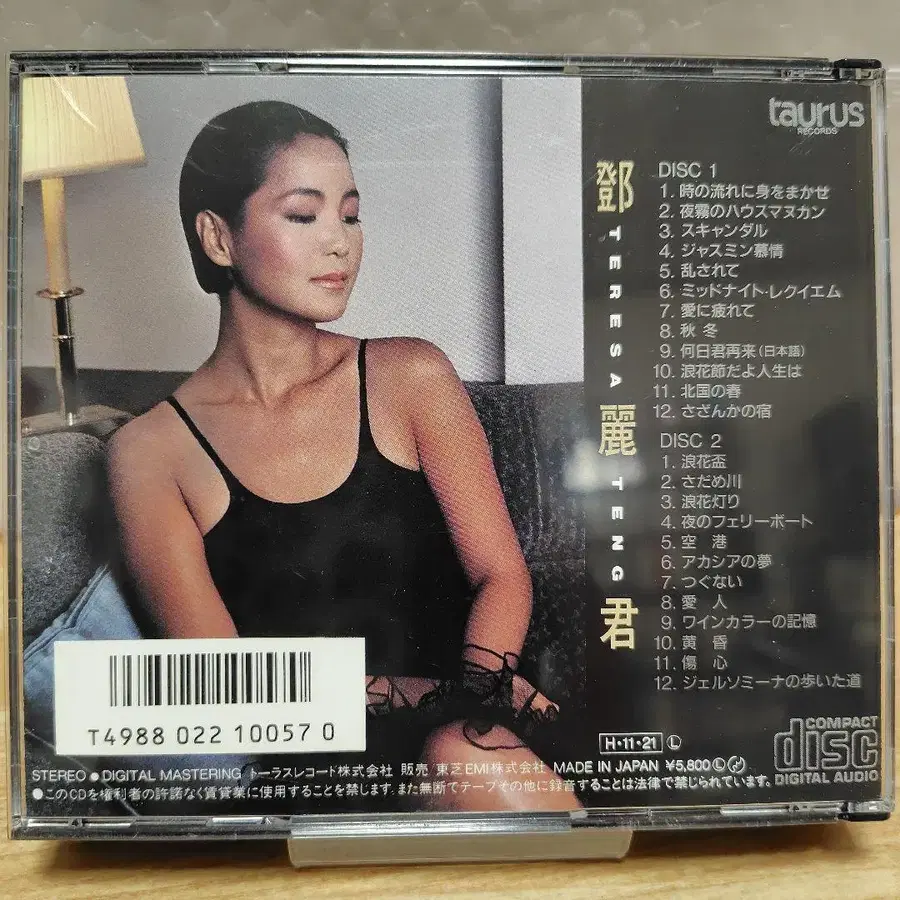 taurus
RECORDS
鄧 TERESA 麗 TENG 君
DISC 1
1. 時の流れに身をまかせ
2. 夜霧のハウスマヌカン
3. スキャンダル
4. ジャスミン慕情
5. 乱されて
6. ミッドナイト・レクイエム
7. 愛に疲れて
8. 秋 冬
9. 何日君再来(日本語)
10. 浪花節だよ人生は
11. 北国の春
12. さざんかの宿
DISC 2
1. 浪花盃
2. さだめ川
3. 浪花灯り
4. 夜のフェリーボート
5. 空 港
6. アカシアの夢
7. つぐない
8. 愛 人
9. ワインカラーの記憶
10. 黄 昏
11. 傷 心
12. ジェルソミーナの歩いた道
T4988 022 10057 0
H・11・21 Ⓛ
COMPACT
disc
DIGITAL AUDIO
STEREO ● DIGITAL MASTERING トーラスレコード株式会社 販売/東芝EMI株式会社 MADE IN JAPAN ¥5,800 Ⓛ
●このCDを権利者の許諾なく賃貸業に使用することを禁じます。また無断でテープその他に録音することは法律で禁じられています。